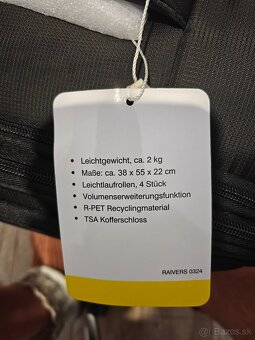 • Leichtgewicht, ca. 2 kg
• Maße: ca. 38 x 55 x 22 cm
• Leichtlaufrollen, 4 Stück
• Volumenserweiterungsfunktion
• R-PET Recyclingmaterial
• TSA Kofferschloss
RAIVERS 0324
Bazos.sk